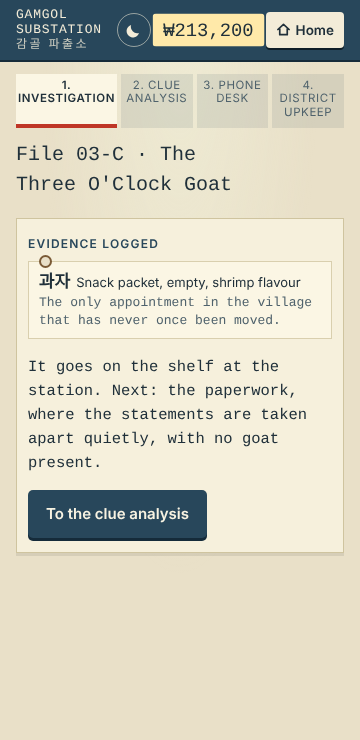 GAMGOL
SUBSTATION
감골 파출소
₩213,200
Home
1.
INVESTIGATION
2. CLUE
ANALYSIS
3. PHONE
DESK
4.
DISTRICT
UPKEEP
File 03-C · The
Three O'Clock Goat
EVIDENCE LOGGED
과자 Snack packet, empty, shrimp flavour
The only appointment in the village
that has never once been moved.
It goes on the shelf at the
station. Next: the paperwork,
where the statements are taken
apart quietly, with no goat
present.
To the clue analysis